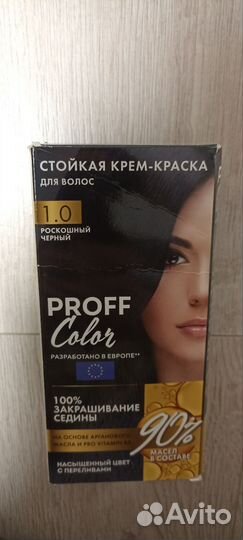 СТОЙКАЯ КРЕМ-КРАСКА
ДЛЯ ВОЛОС
1.0
РОСКОШНЫЙ
ЧЕРНЫЙ
PROFF
Color
РАЗРАБОТАНО В ЕВРОПЕ**
100%
ЗАКРАШИВАНИЕ
СЕДИНЫ
НА ОСНОВЕ АРГАНОВОГО
МАСЛА И PRO VITAMIN B5
90%
МАСЕЛ
В СОСТАВЕ
НАСЫЩЕННЫЙ ЦВЕТ
С ПЕРЕЛИВАМИ
Avito